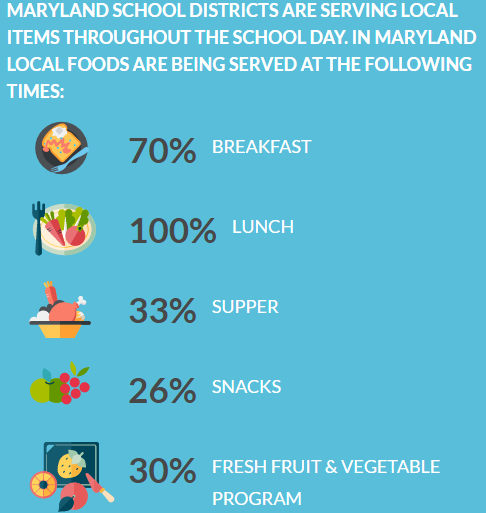 MARYLAND SCHOOL DISTRICTS ARE SERVING LOCAL
ITEMS THROUGHOUT THE SCHOOL DAY. IN MARYLAND
LOCAL FOODS ARE BEING SERVED AT THE FOLLOWING
TIMES:
70% BREAKFAST
100% LUNCH
33% SUPPER
26% SNACKS
30% FRESH FRUIT & VEGETABLE
PROGRAM